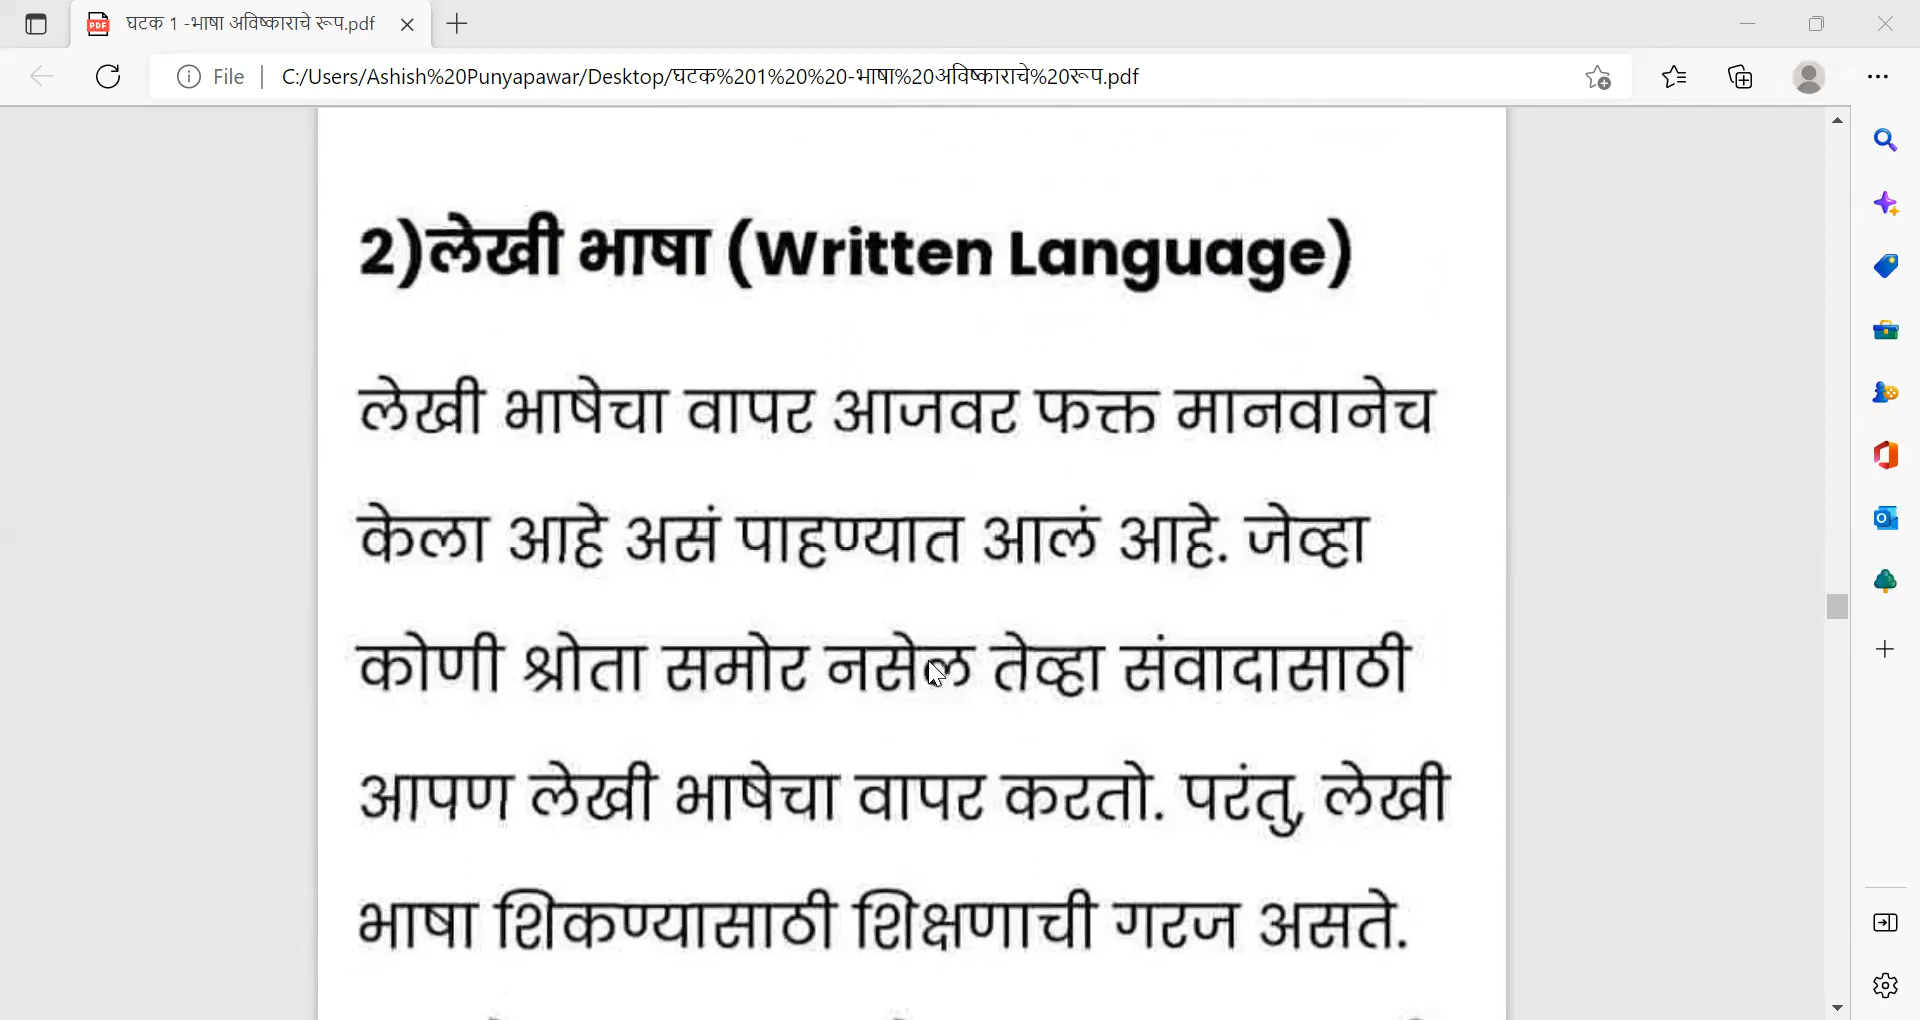 घटक 1 -भाषा अविष्काराचे रूप.pdf
File
C:/Users/Ashish%20Punyapawar/Desktop/घटक%201%20%20-भाषा%20अविष्काराचे%20रूप.pdf
2)लेखी भाषा (Written Language)
लेखी भाषेचा वापर आजवर फक्त मानवानेच
केला आहे असं पाहण्यात आलं आहे. जेव्हा
कोणी श्रोता समोर नसेल तेव्हा संवादासाठी
आपण लेखी भाषेचा वापर करतो. परंतु, लेखी
भाषा शिकण्यासाठी शिक्षणाची गरज असते.